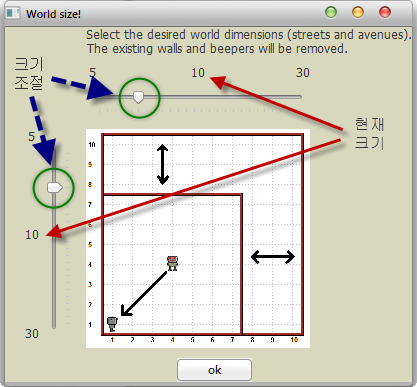 World size!
Select the desired world dimensions (streets and avenues).
The existing walls and beepers will be removed.
크기
조절
5 10 30
현재
크기
5
10
30
10
9
8
7
6
5
4
3
2
1
1 2 3 4 5 6 7 8 9 10
ok